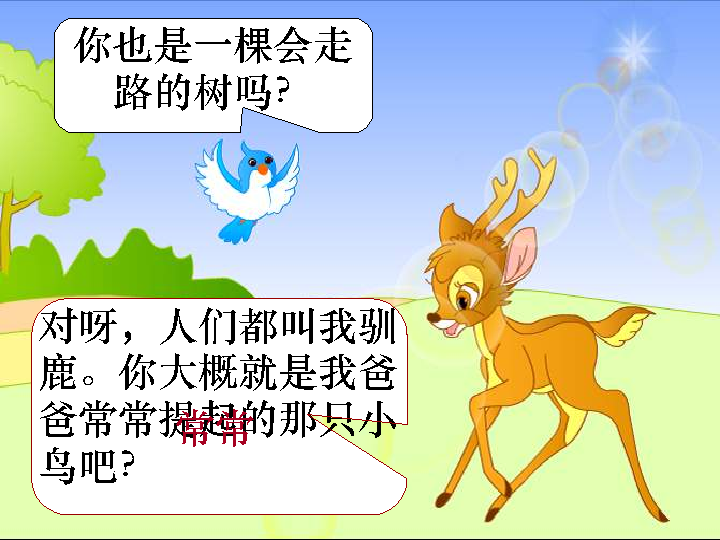 你也是一棵会走
路的树吗？
对呀，人们都叫我驯
鹿。你大概就是我爸
爸常常提起的那只小
常常
鸟吧？